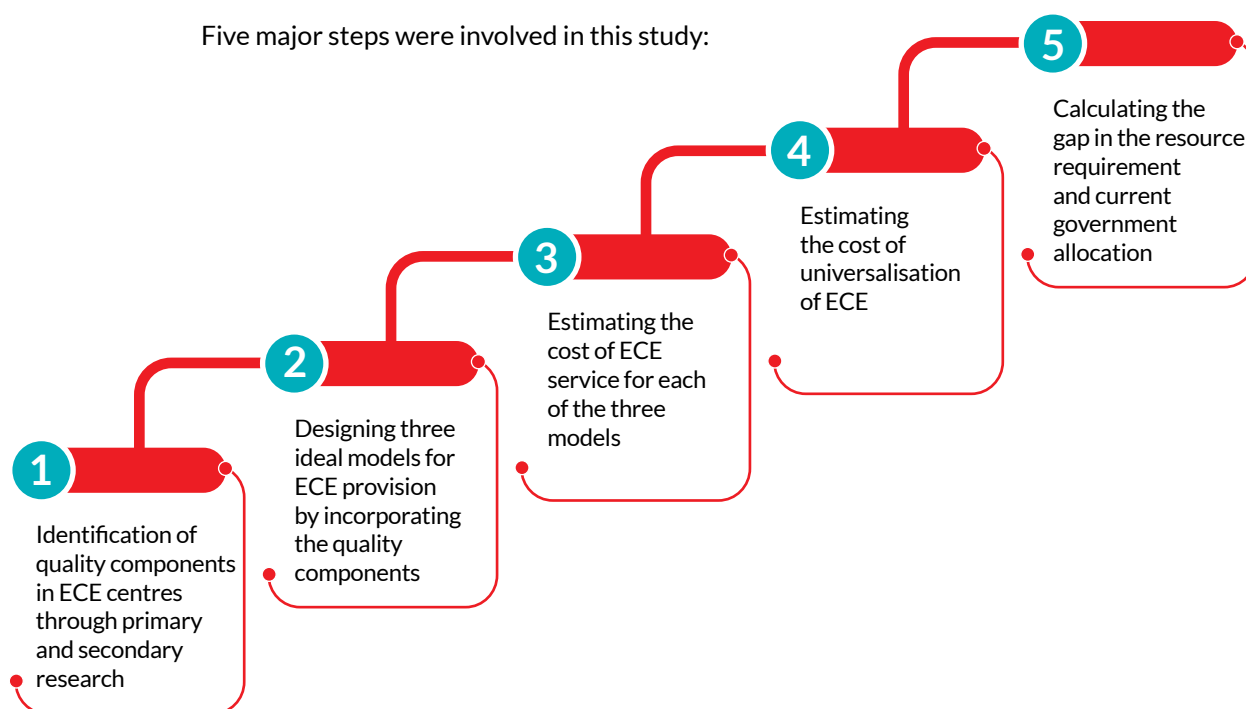 Five major steps were involved in this study:
1
Identification of
quality components
in ECE centres
through primary
and secondary
research
2
Designing three
ideal models for
ECE provision
by incorporating
the quality
components
3
Estimating the
cost of ECE
service for each
of the three
models
4
Estimating
the cost of
universalisation
of ECE
5
Calculating the
gap in the resource
requirement
and current
government
allocation